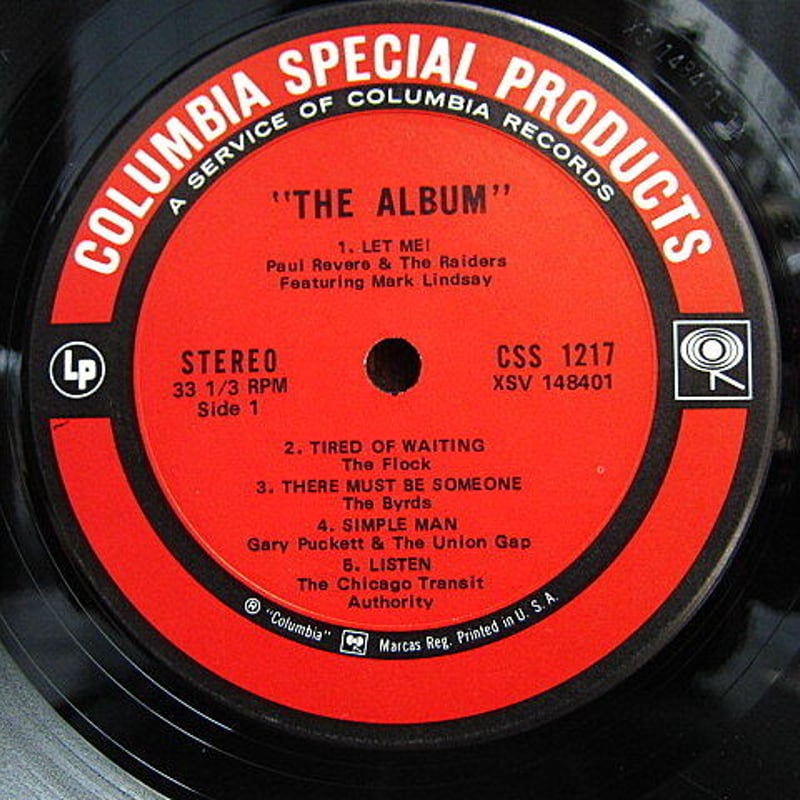 COLUMBIA SPECIAL PRODUCTS
A SERVICE OF COLUMBIA RECORDS
"THE ALBUM"
1. LET ME!
Paul Revere & The Raiders
Featuring Mark Lindsay
STEREO
33 1/3 RPM
Side 1
CSS 1217
XSV 148401
Lp
2. TIRED OF WAITING
The Flock
3. THERE MUST BE SOMEONE
The Byrds
4. SIMPLE MAN
Gary Puckett & The Union Gap
5. LISTEN
The Chicago Transit
Authority
® "Columbia" Marcas Reg. Printed in U. S. A.